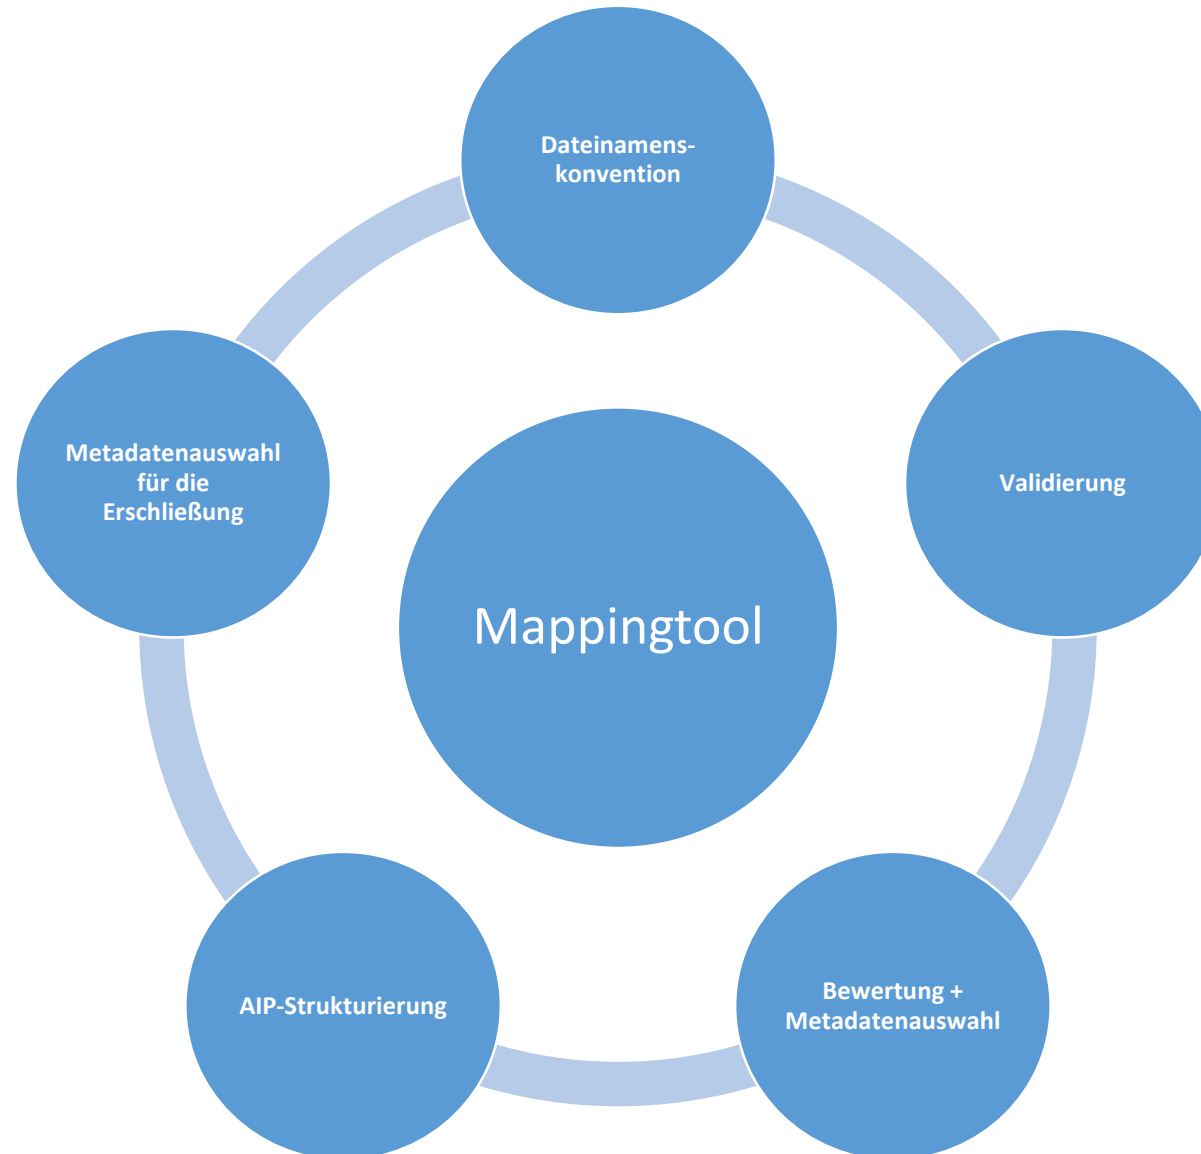 Dateinamens-
konvention
Metadatenauswahl
für die
Erschließung
Validierung
Mappingtool
AIP-Strukturierung
Bewertung +
Metadatenauswahl